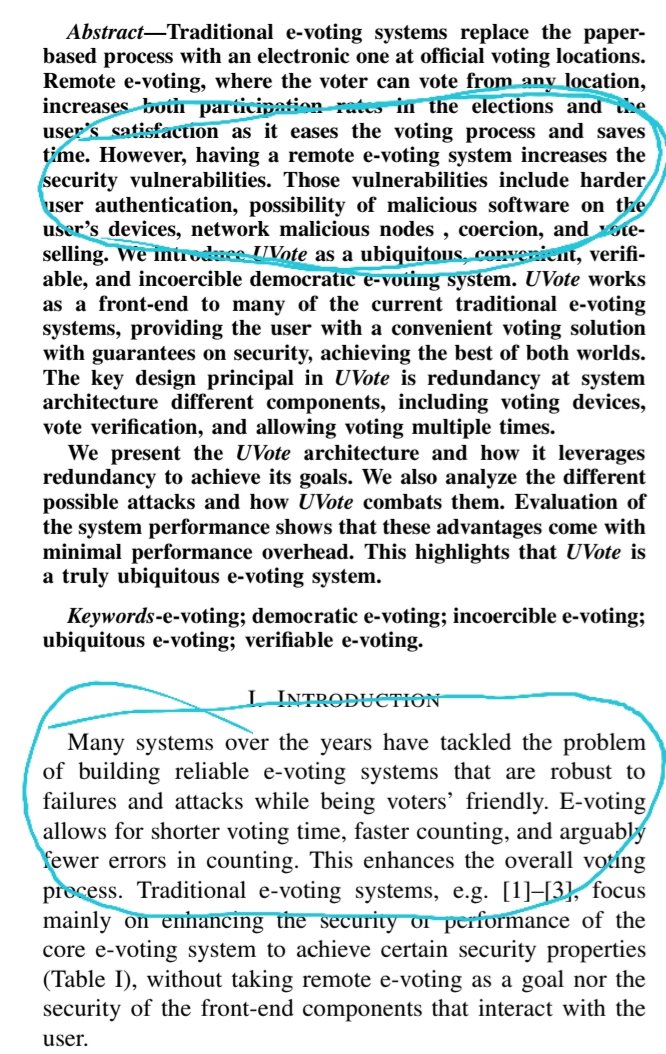 Abstract—Traditional e-voting systems replace the paper-
based process with an electronic one at official voting locations.
Remote e-voting, where the voter can vote from any location,
increases both participation rates in the elections and the
user's satisfaction as it eases the voting process and saves
time. However, having a remote e-voting system increases the
security vulnerabilities. Those vulnerabilities include harder
user authentication, possibility of malicious software on the
user's devices, network malicious nodes , coercion, and vote-
selling. We introduce UVote as a ubiquitous, convenient, verifi-
able, and incoercible democratic e-voting system. UVote works
as a front-end to many of the current traditional e-voting
systems, providing the user with a convenient voting solution
with guarantees on security, achieving the best of both worlds.
The key design principal in UVote is redundancy at system
architecture different components, including voting devices,
vote verification, and allowing voting multiple times.
We present the UVote architecture and how it leverages
redundancy to achieve its goals. We also analyze the different
possible attacks and how UVote combats them. Evaluation of
the system performance shows that these advantages come with
minimal performance overhead. This highlights that UVote is
a truly ubiquitous e-voting system.
Keywords-e-voting; democratic e-voting; incoercible e-voting;
ubiquitous e-voting; verifiable e-voting.
I. INTRODUCTION
Many systems over the years have tackled the problem
of building reliable e-voting systems that are robust to
failures and attacks while being voters' friendly. E-voting
allows for shorter voting time, faster counting, and arguably
fewer errors in counting. This enhances the overall voting
process. Traditional e-voting systems, e.g. [1]–[3], focus
mainly on enhancing the security or performance of the
core e-voting system to achieve certain security properties
(Table I), without taking remote e-voting as a goal nor the
security of the front-end components that interact with the
user.